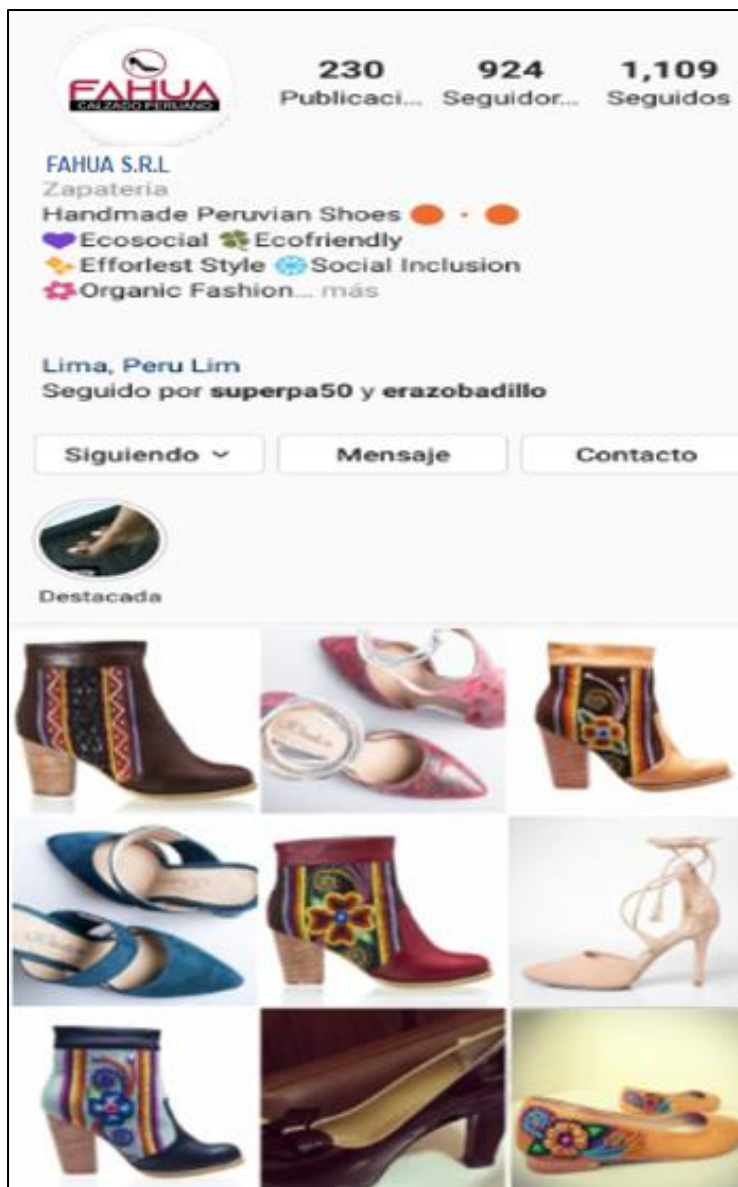 FAHUA
CALZADO PERUANO
230 924 1,109
Publicaci... Seguidor... Seguidos
FAHUA S.R.L
Zapatería
Handmade Peruvian Shoes 🟠 · 🟠
💜Ecosocial 🍀Ecofriendly
✨Efforlest Style ❄️Social Inclusion
🌸Organic Fashion... más
Lima, Peru Lim
Seguido por superpa50 y erazobadillo
Siguiendo Mensaje Contacto
Destacada